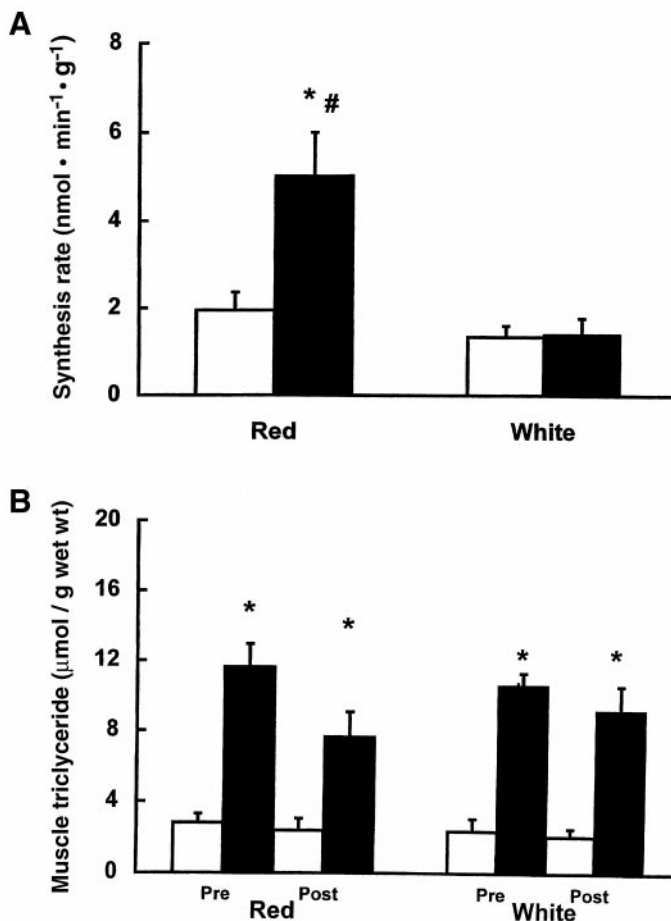 A
Synthesis rate (nmol • min⁻¹• g⁻¹)
8
6
4
2
0
* #
Red
White
B
Muscle triclyceride (μmol / g wet wt)
20
16
12
8
4
0
*
*
*
*
Pre
Post
Pre
Post
Red
White